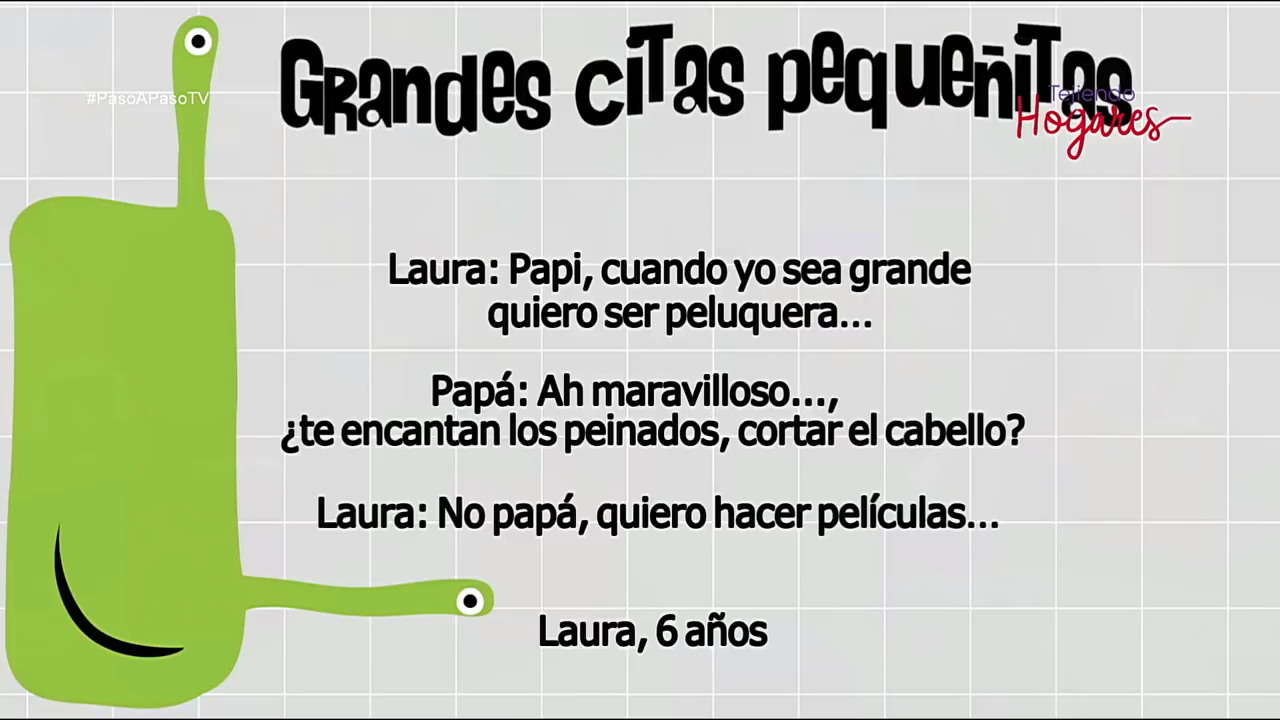 #PasoAPasoTV
Grandes citas pequeñitas
Tejiendo
Hogares
Laura: Papi, cuando yo sea grande
quiero ser peluquera...
Papá: Ah maravilloso...,
¿te encantan los peinados, cortar el cabello?
Laura: No papá, quiero hacer películas...
Laura, 6 años